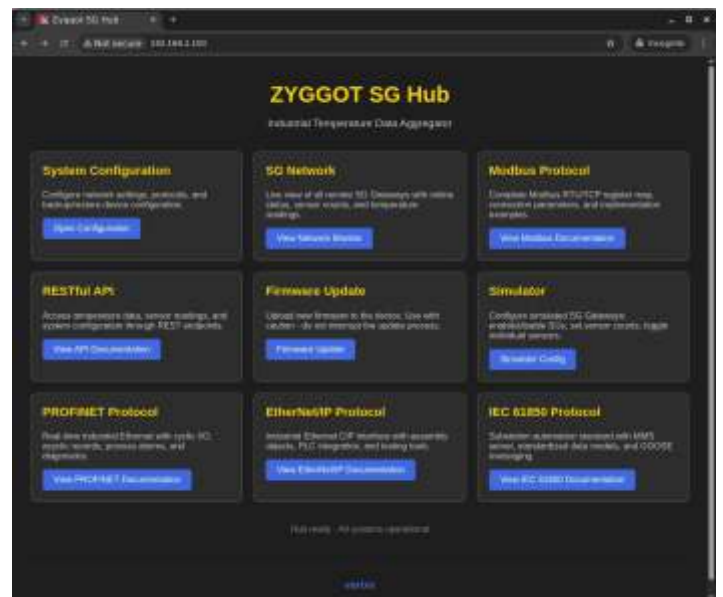 Zyggot SG Hub
Not secure
Incognito
ZYGGOT SG Hub
Industrial Temperature Data Aggregator
System Configuration
Configure network settings, protocols, and
backup/restore device configuration.
Open Configuration
SG Network
Live view of all remote SG Gateways with online
status, sensor counts, and temperature
readings.
View Network Monitor
Modbus Protocol
Complete Modbus RTU/TCP register map,
connection parameters, and implementation
examples.
View Modbus Documentation
RESTful API
Access temperature data, sensor readings, and
system configuration through REST endpoints.
View API Documentation
Firmware Update
Upload new firmware to the device. Use with
caution - do not interrupt the update process.
Firmware Update
Simulator
Configure simulated SG Gateways:
enable/disable SGs, set sensor counts, toggle
individual sensors.
Simulator Config
PROFINET Protocol
Real-time Industrial Ethernet with cyclic I/O,
acyclic records, process alarms, and
diagnostics.
View PROFINET Documentation
EtherNet/IP Protocol
Industrial Ethernet CIP interface with assembly
objects, PLC integration, and testing tools.
View EtherNet/IP Documentation
IEC 61850 Protocol
Substation automation standard with MMS
server, standardized data models, and GOOSE
messaging.
View IEC 61850 Documentation
Hub ready - All systems operational